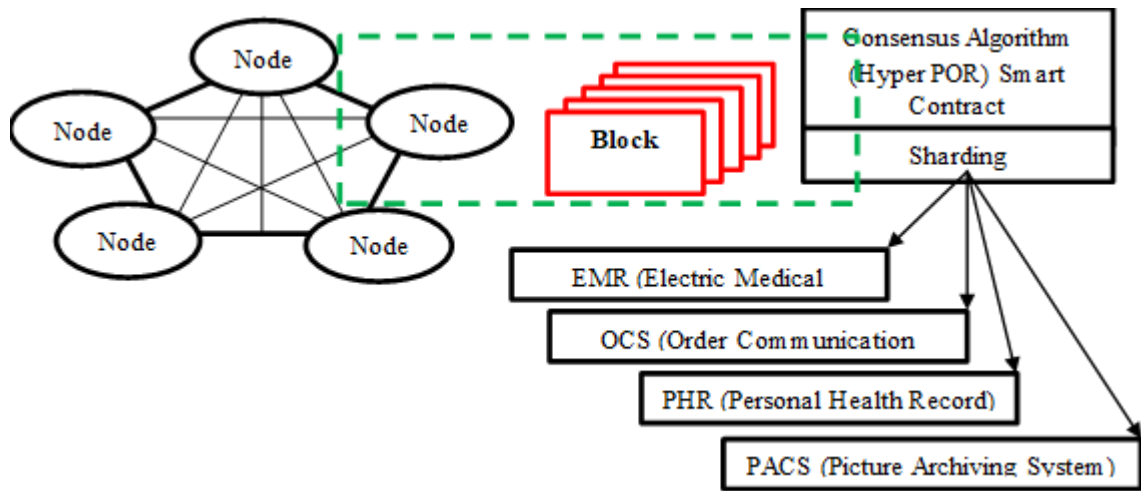 Node
Node
Node
Node
Node
Block
Consensus Algorithm
(Hyper POR) Smart
Contract
Sharding
EMR (Electric Medical
OCS (Order Communication
PHR (Personal Health Record)
PACS (Picture Archiving System)